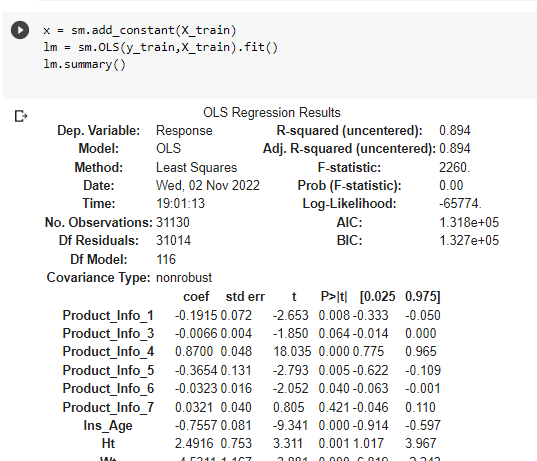 x = sm.add_constant(X_train)
lm = sm.OLS(y_train,X_train).fit()
lm.summary()
OLS Regression Results
Dep. Variable: Response R-squared (uncentered): 0.894
Model: OLS Adj. R-squared (uncentered): 0.894
Method: Least Squares F-statistic: 2260.
Date: Wed, 02 Nov 2022 Prob (F-statistic): 0.00
Time: 19:01:13 Log-Likelihood: -65774.
No. Observations: 31130 AIC: 1.318e+05
Df Residuals: 31014 BIC: 1.327e+05
Df Model: 116
Covariance Type: nonrobust
coef std err t P>|t| [0.025 0.975]
Product_Info_1 -0.1915 0.072 -2.653 0.008 -0.333 -0.050
Product_Info_3 -0.0066 0.004 -1.850 0.064 -0.014 0.000
Product_Info_4 0.8700 0.048 18.035 0.000 0.775 0.965
Product_Info_5 -0.3654 0.131 -2.793 0.005 -0.622 -0.109
Product_Info_6 -0.0323 0.016 -2.052 0.040 -0.063 -0.001
Product_Info_7 0.0321 0.040 0.805 0.421 -0.046 0.110
Ins_Age -0.7557 0.081 -9.341 0.000 -0.914 -0.597
Ht 2.4916 0.753 3.311 0.001 1.017 3.967